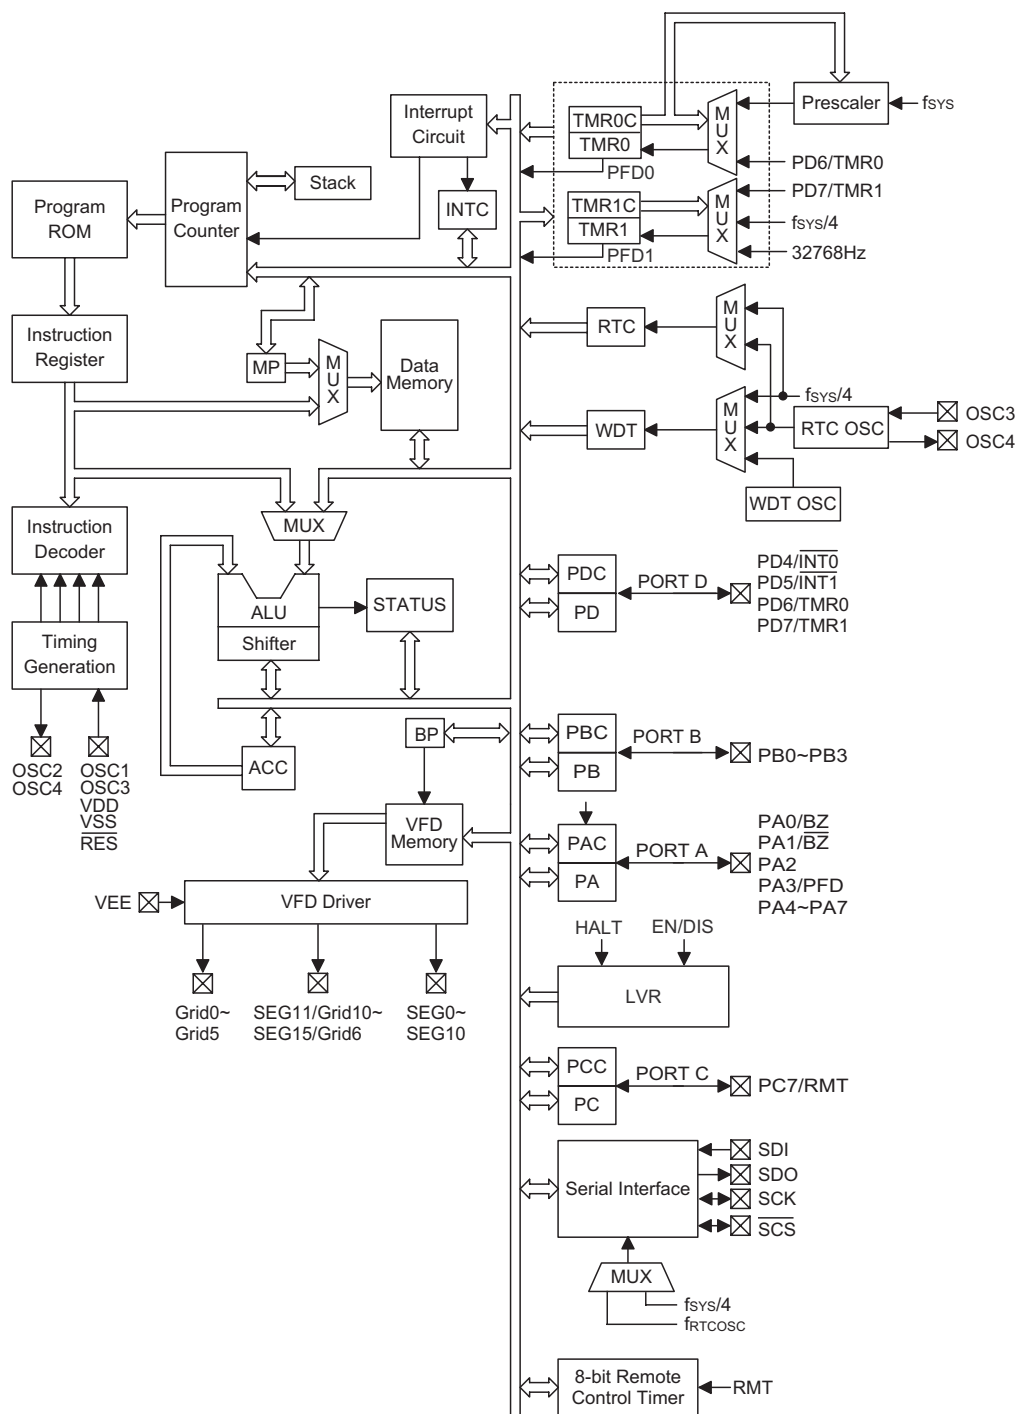 Interrupt
Circuit
TMR0C
TMR0
PFD0
MUX
Prescaler
fSYS
PD6/TMR0
TMR1C
TMR1
PFD1
MUX
PD7/TMR1
fSYS/4
32768Hz
Program
ROM
Program
Counter
Stack
INTC
Instruction
Register
MP
MUX
Data
Memory
RTC
MUX
WDT
MUX
fSYS/4
RTC OSC
OSC3
OSC4
WDT OSC
Instruction
Decoder
MUX
ALU
Shifter
STATUS
Timing
Generation
OSC2
OSC4
OSC1
OSC3
VDD
VSS
R̅E̅S̅
ACC
BP
VFD
Memory
VEE
VFD Driver
Grid0~
Grid5
SEG11/Grid10~
SEG15/Grid6
SEG0~
SEG10
PDC
PD
PORT D
PD4/I̅N̅T̅0̅
PD5/I̅N̅T̅1̅
PD6/TMR0
PD7/TMR1
PBC
PB
PORT B
PB0~PB3
PAC
PA
PORT A
PA0/BZ
PA1/B̅Z̅
PA2
PA3/PFD
PA4~PA7
HALT
EN/DIS
LVR
PCC
PC
PORT C
PC7/RMT
Serial Interface
SDI
SDO
SCK
S̅C̅S̅
MUX
fSYS/4
fRTCOSC
8-bit Remote
Control Timer
RMT